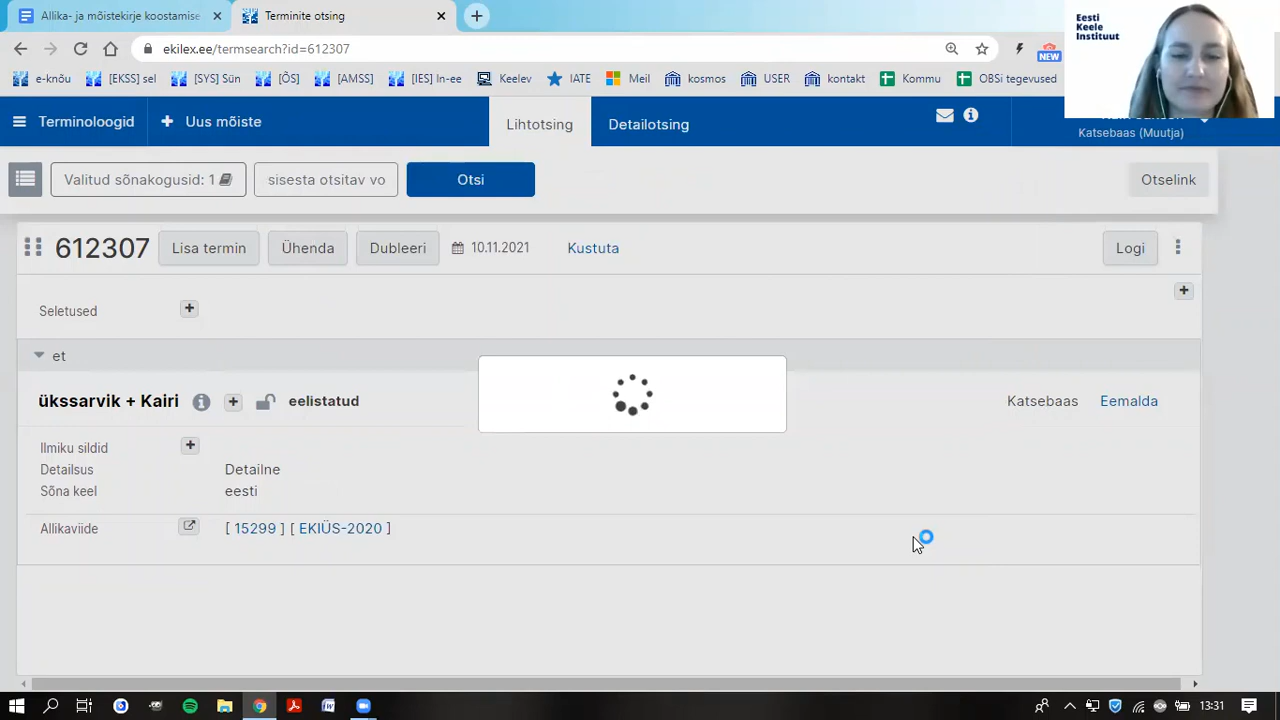 Allika- ja mõistekirje koostamise
Terminite otsing
ekilex.ee/termsearch?id=612307
NEW
e-knõu
[EKSS] sel
[SYS] Sün
[ÕS]
[AMSS]
[IES] In-ee
Keelev
IATE
Meil
kosmos
USER
kontakt
Kommu
OBSi tegevused
Eesti
Keele
Instituut
Terminoloogid
Uus mõiste
Lihtotsing
Detailotsing
Katsebaas (Muutja)
Valitud sõnakogusid: 1
sisesta otsitav vo
Otsi
Otselink
612307
Lisa termin
Ühenda
Dubleeri
10.11.2021
Kustuta
Logi
Seletused
et
ükssarvik + Kairi
eelistatud
Katsebaas
Eemalda
Ilmiku sildid
Detailsus
Detailne
Sõna keel
eesti
Allikaviide
[ 15299 ] [ EKIÜS-2020 ]
13:31